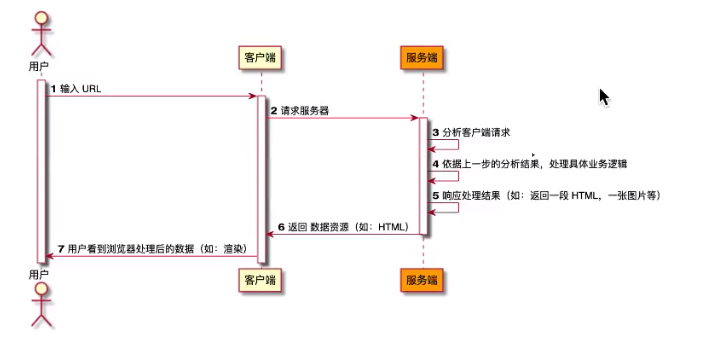 用户
客户端
服务端
1 输入 URL
2 请求服务器
3 分析客户端请求
4 依据上一步的分析结果，处理具体业务逻辑
5 响应处理结果（如：返回一段 HTML，一张图片等）
6 返回 数据资源（如：HTML）
7 用户看到浏览器处理后的数据（如：渲染）
用户
客户端
服务端